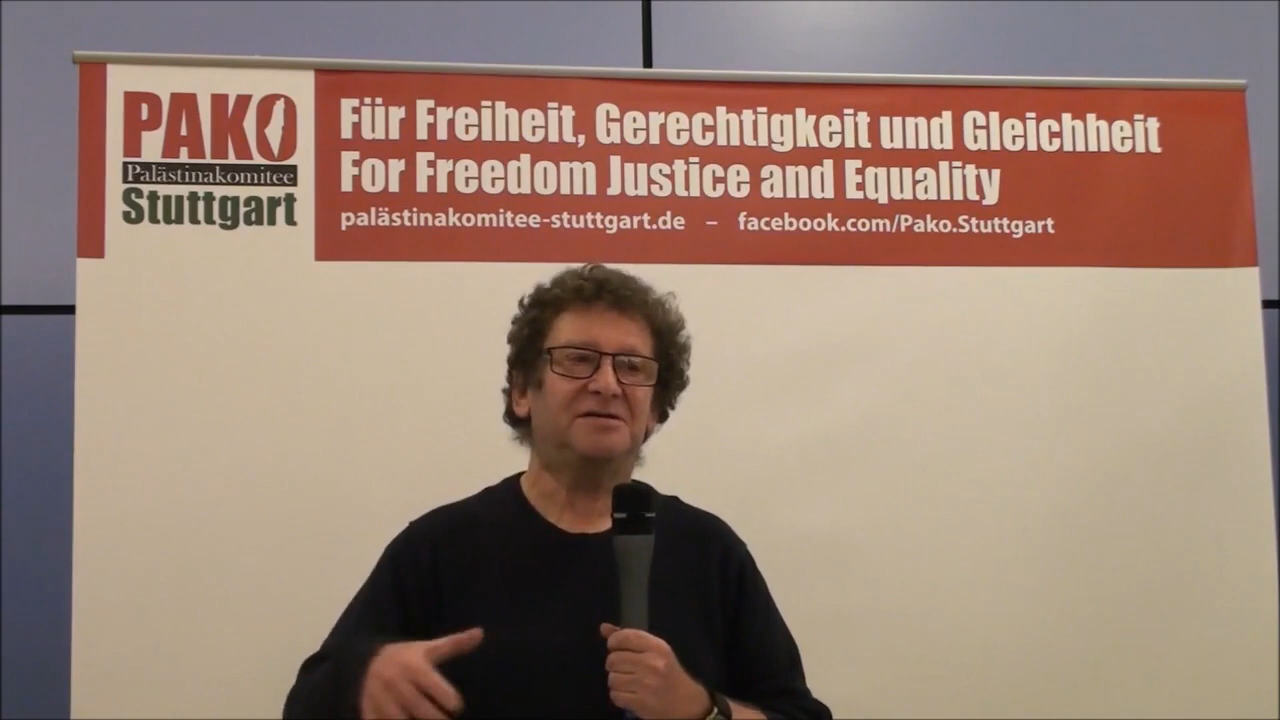 PAKO
Palästinakomitee
Stuttgart
Für Freiheit, Gerechtigkeit und Gleichheit
For Freedom Justice and Equality
palästinakomitee-stuttgart.de – facebook.com/Pako.Stuttgart